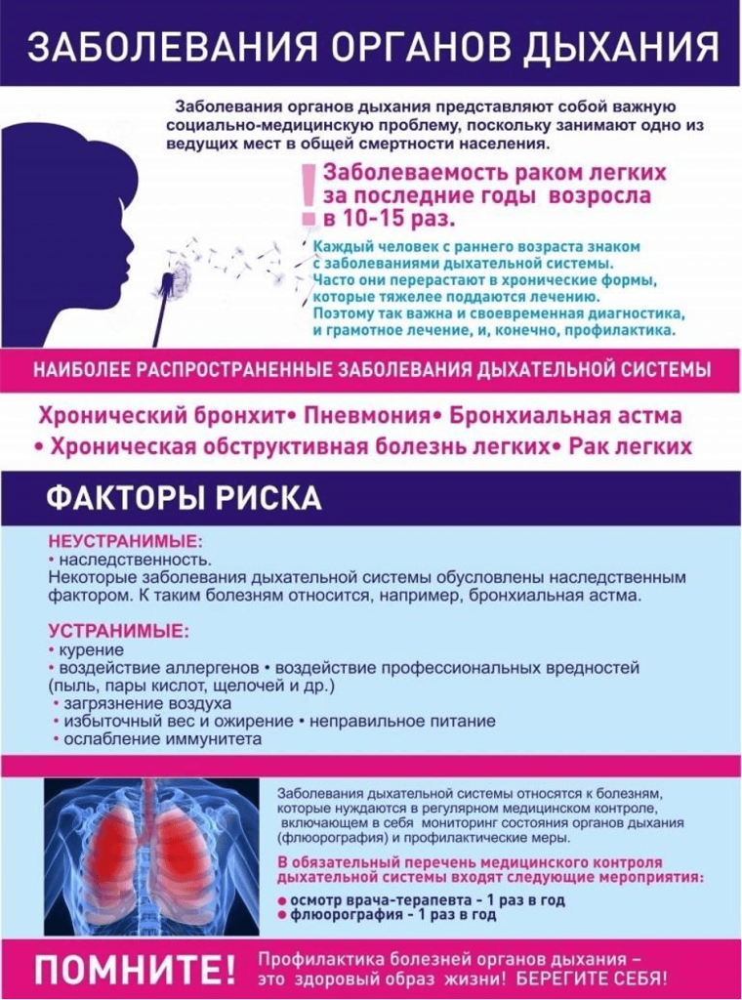 ЗАБОЛЕВАНИЯ ОРГАНОВ ДЫХАНИЯ
Заболевания органов дыхания представляют собой важную
социально-медицинскую проблему, поскольку занимают одно из
ведущих мест в общей смертности населения.
! Заболеваемость раком легких
за последние годы возросла
в 10-15 раз.
Каждый человек с раннего возраста знаком
с заболеваниями дыхательной системы.
Часто они перерастают в хронические формы,
которые тяжелее поддаются лечению.
Поэтому так важна и своевременная диагностика,
и грамотное лечение, и, конечно, профилактика.
НАИБОЛЕЕ РАСПРОСТРАНЕННЫЕ ЗАБОЛЕВАНИЯ ДЫХАТЕЛЬНОЙ СИСТЕМЫ
Хронический бронхит• Пневмония• Бронхиальная астма
• Хроническая обструктивная болезнь легких• Рак легких
ФАКТОРЫ РИСКА
НЕУСТРАНИМЫЕ:
• наследственность.
Некоторые заболевания дыхательной системы обусловлены наследственным
фактором. К таким болезням относится, например, бронхиальная астма.
УСТРАНИМЫЕ:
• курение
• воздействие аллергенов • воздействие профессиональных вредностей
(пыль, пары кислот, щелочей и др.)
• загрязнение воздуха
• избыточный вес и ожирение • неправильное питание
• ослабление иммунитета
Заболевания дыхательной системы относятся к болезням,
которые нуждаются в регулярном медицинском контроле,
включающем в себя мониторинг состояния органов дыхания
(флюорография) и профилактические меры.
В обязательный перечень медицинского контроля
дыхательной системы входят следующие мероприятия:
• осмотр врача-терапевта - 1 раз в год
• флюорография - 1 раз в год
ПОМНИТЕ! Профилактика болезней органов дыхания –
это здоровый образ жизни! БЕРЕГИТЕ СЕБЯ!